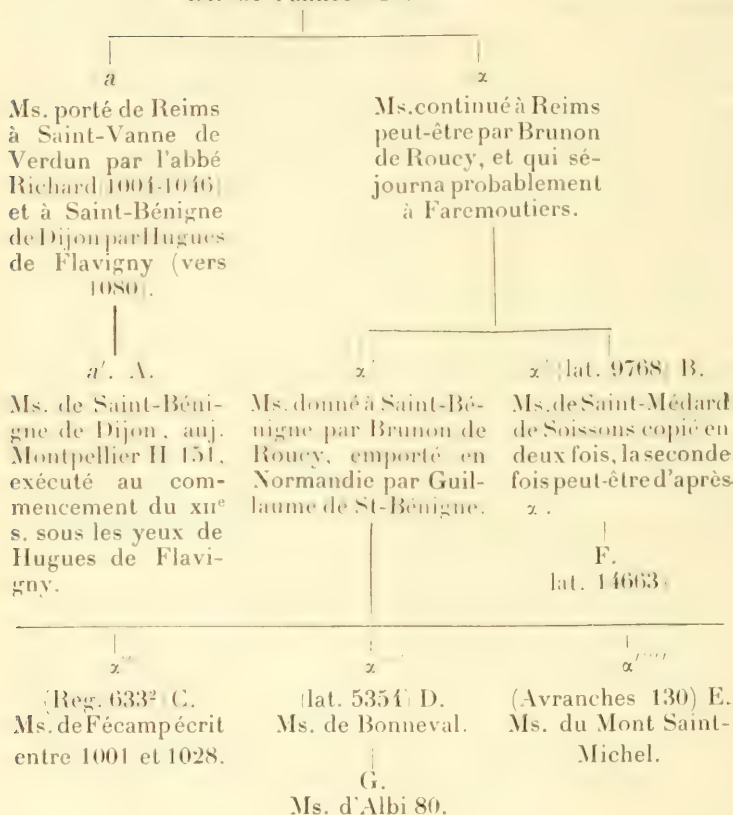 a
Ms. porté de Reims
à Saint-Vanne de
Verdun par l'abbé
Richard (1004-1046)
et à Saint-Bénigne
de Dijon par Hugues
de Flavigny (vers
1080).
α
Ms. continué à Reims
peut-être par Brunon
de Roucy, et qui sé-
journa probablement
à Faremoutiers.
a'. A.
Ms. de Saint-Béni-
gne de Dijon, auj.
Montpellier H 151,
exécuté au com-
mencement du XIIᵉ
s. sous les yeux de
Hugues de Flavi-
gny.
α'
Ms. donné à Saint-Bé-
nigne par Brunon de
Roucy, emporté en
Normandie par Guil-
laume de St-Bénigne.
α'' (lat. 9768) B.
Ms. de Saint-Médard
de Soissons copié en
deux fois, la seconde
fois peut-être d'après
α'.
F.
lat. 14663.
α'''
(Reg. 633²) C.
Ms. de Fécamp écrit
entre 1001 et 1028.
α''''
(lat. 5354) D.
Ms. de Bonneval.
G.
Ms. d'Albi 80.
α'''''
(Avranches 130) E.
Ms. du Mont Saint-
Michel.